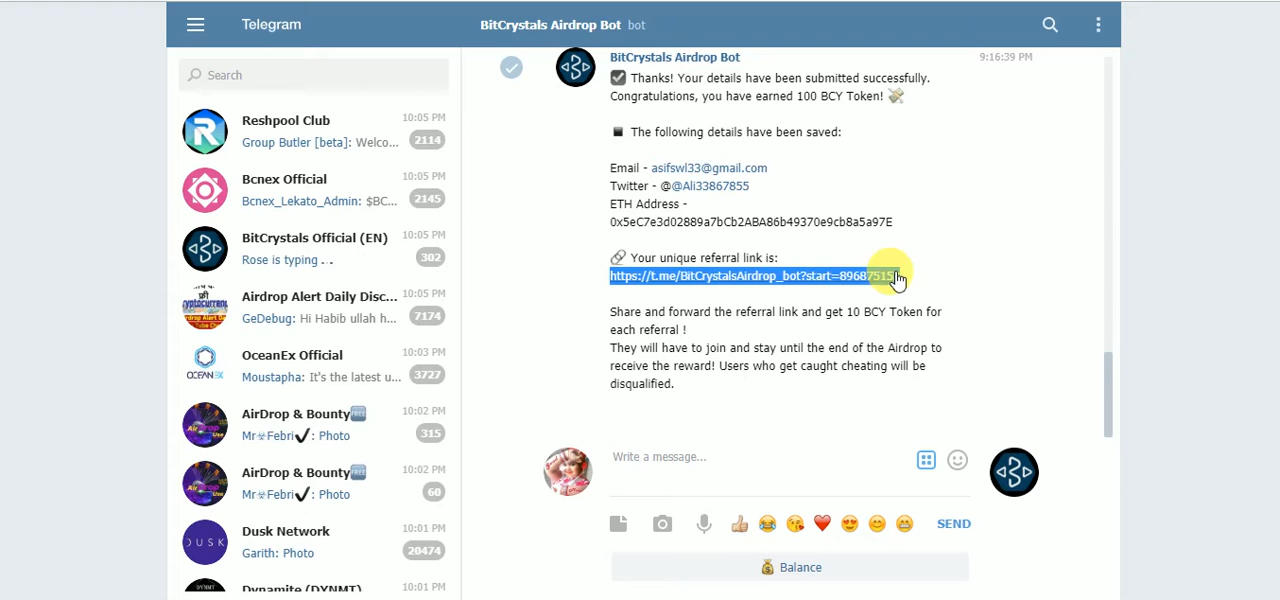 Telegram
BitCrystals Airdrop Bot bot
Search
Reshpool Club 10:05 PM
Group Butler [beta]: Welco... 2114
Bcnex Official 10:05 PM
Bcnex_Lekato_Admin: $BC... 2145
BitCrystals Official (EN) 10:05 PM
Rose is typing ... 302
Airdrop Alert Daily Disc... 10:05 PM
GeDebug: Hi Habib ullah h... 7174
OceanEx Official 10:03 PM
Moustapha: It's the latest u... 3727
OCEANEX
AirDrop & Bounty 10:02 PM
Mr☣Febri✔: Photo 315
AirDrop & Bounty 10:02 PM
Mr☣Febri✔: Photo 60
Dusk Network 10:01 PM
Garith: Photo 20474
DUSK
Dynamite (DYNMT) 10:01 PM
BitCrystals Airdrop Bot 9:16:39 PM
Thanks! Your details have been submitted successfully.
Congratulations, you have earned 100 BCY Token!
The following details have been saved:
Email - asifswl33@gmail.com
Twitter - @@Ali33867855
ETH Address -
0x5eC7e3d02889a7bCb2ABA86b49370e9cb8a5a97E
Your unique referral link is:
https://t.me/BitCrystalsAirdrop_bot?start=8968751
Share and forward the referral link and get 10 BCY Token for
each referral !
They will have to join and stay until the end of the Airdrop to
receive the reward! Users who get caught cheating will be
disqualified.
Write a message...
SEND
Balance